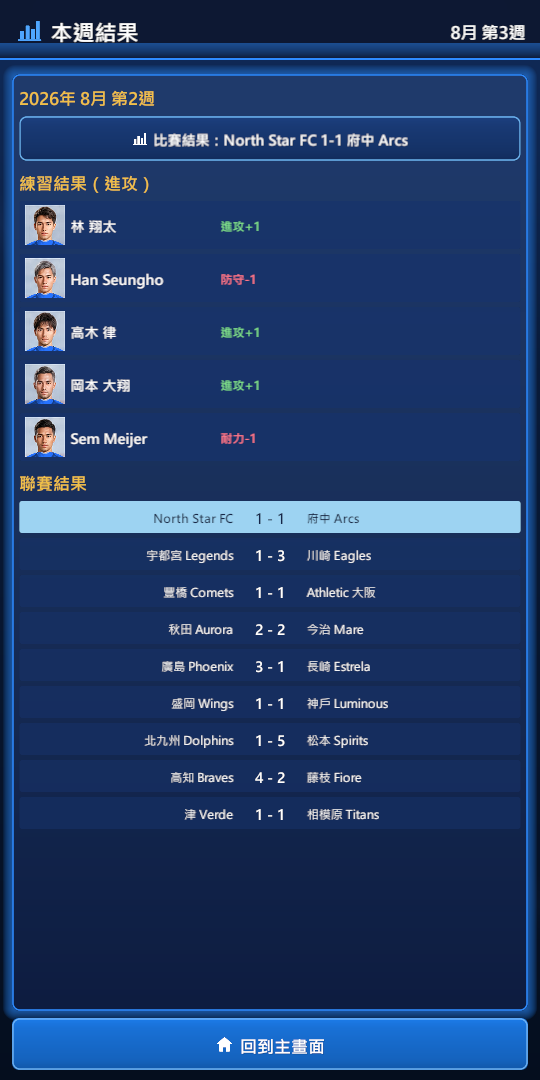 本週結果
8月 第3週
2026年 8月 第2週
比賽結果：North Star FC 1-1 府中 Arcs
練習結果（進攻）
林 翔太 進攻+1
Han Seungho 防守-1
高木 律 進攻+1
岡本 大翔 進攻+1
Sem Meijer 耐力-1
聯賽結果
North Star FC 1 - 1 府中 Arcs
宇都宮 Legends 1 - 3 川崎 Eagles
豐橋 Comets 1 - 1 Athletic 大阪
秋田 Aurora 2 - 2 今治 Mare
廣島 Phoenix 3 - 1 長崎 Estrela
盛岡 Wings 1 - 1 神戶 Luminous
北九州 Dolphins 1 - 5 松本 Spirits
高知 Braves 4 - 2 藤枝 Fiore
津 Verde 1 - 1 相模原 Titans
回到主畫面